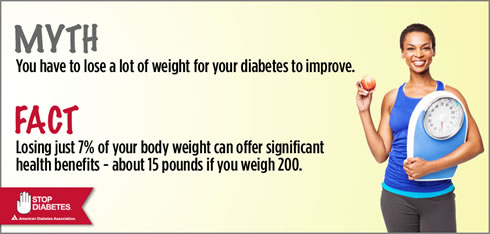 MYTH
You have to lose a lot of weight for your diabetes to improve.
FACT
Losing just 7% of your body weight can offer significant
health benefits - about 15 pounds if you weigh 200.
STOP
DIABETES.
American Diabetes Association.